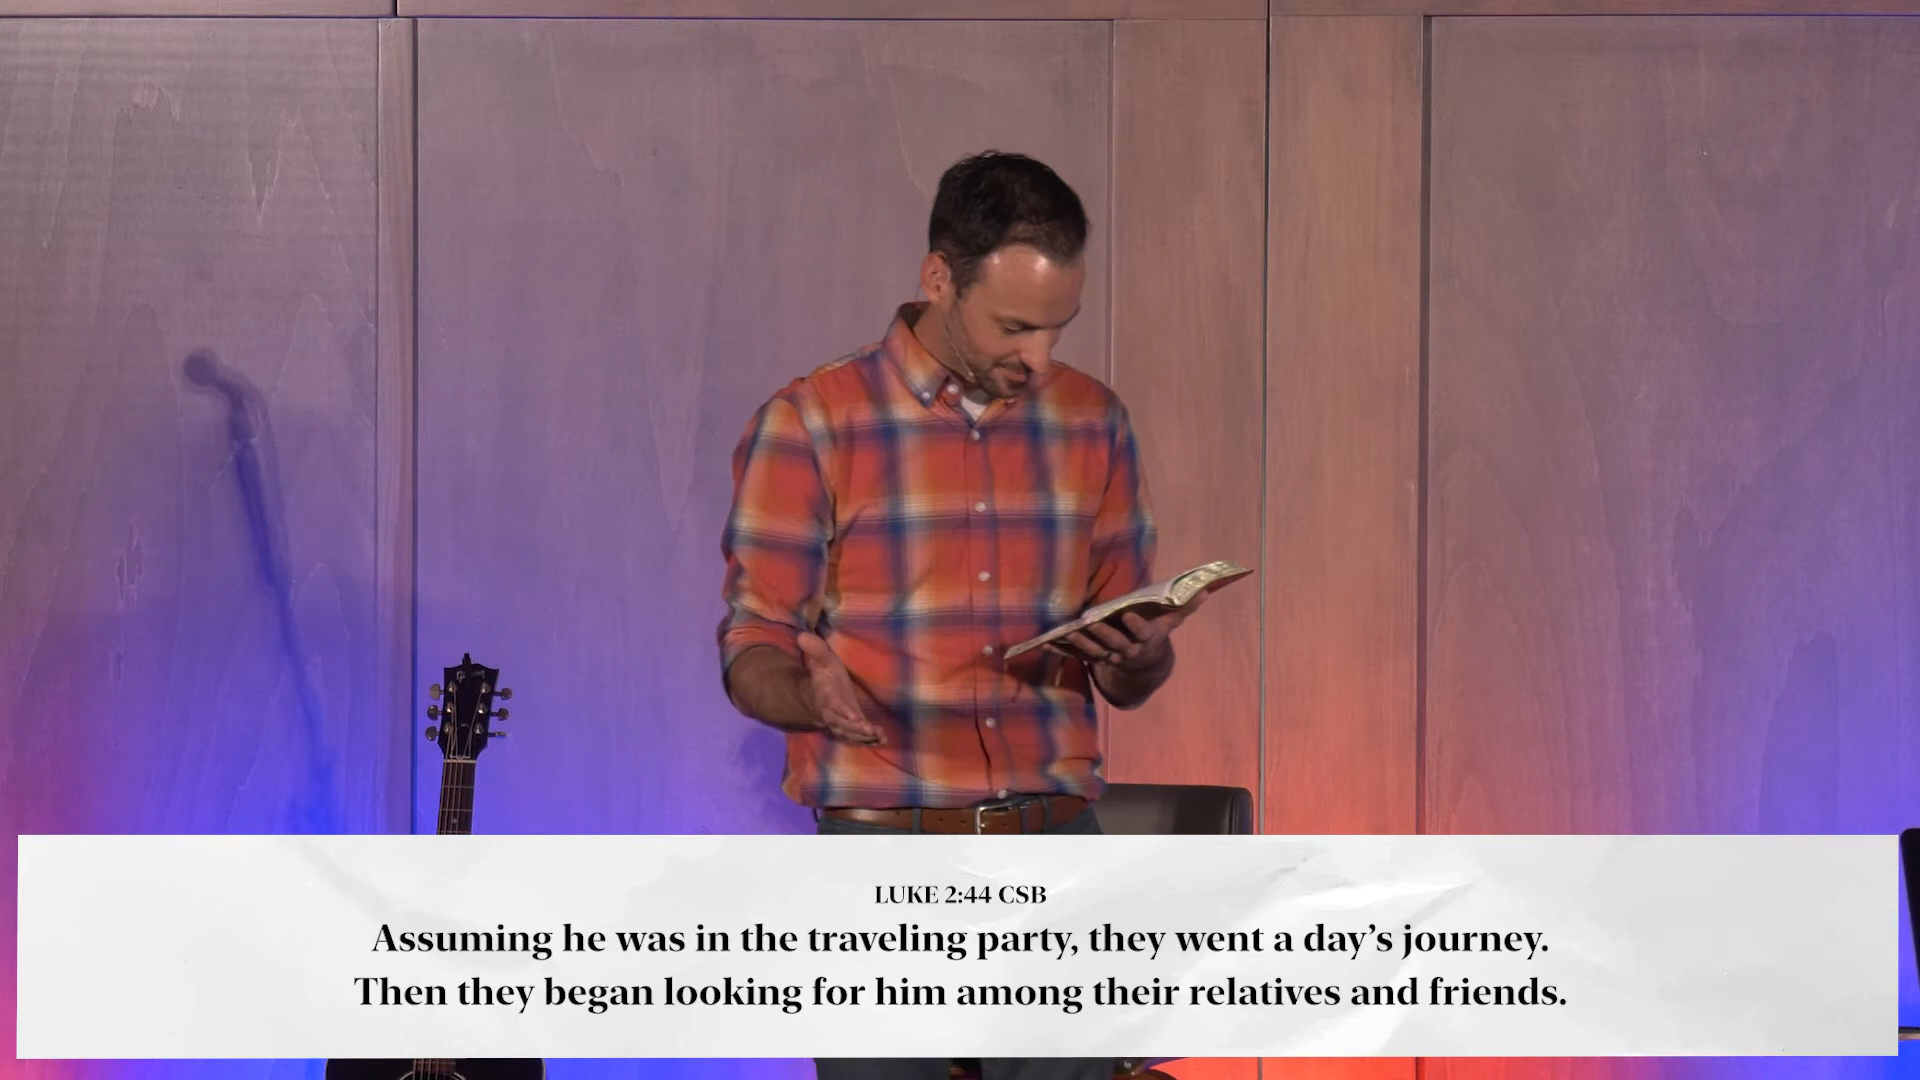 LUKE 2:44 CSB
Assuming he was in the traveling party, they went a day’s journey.
Then they began looking for him among their relatives and friends.